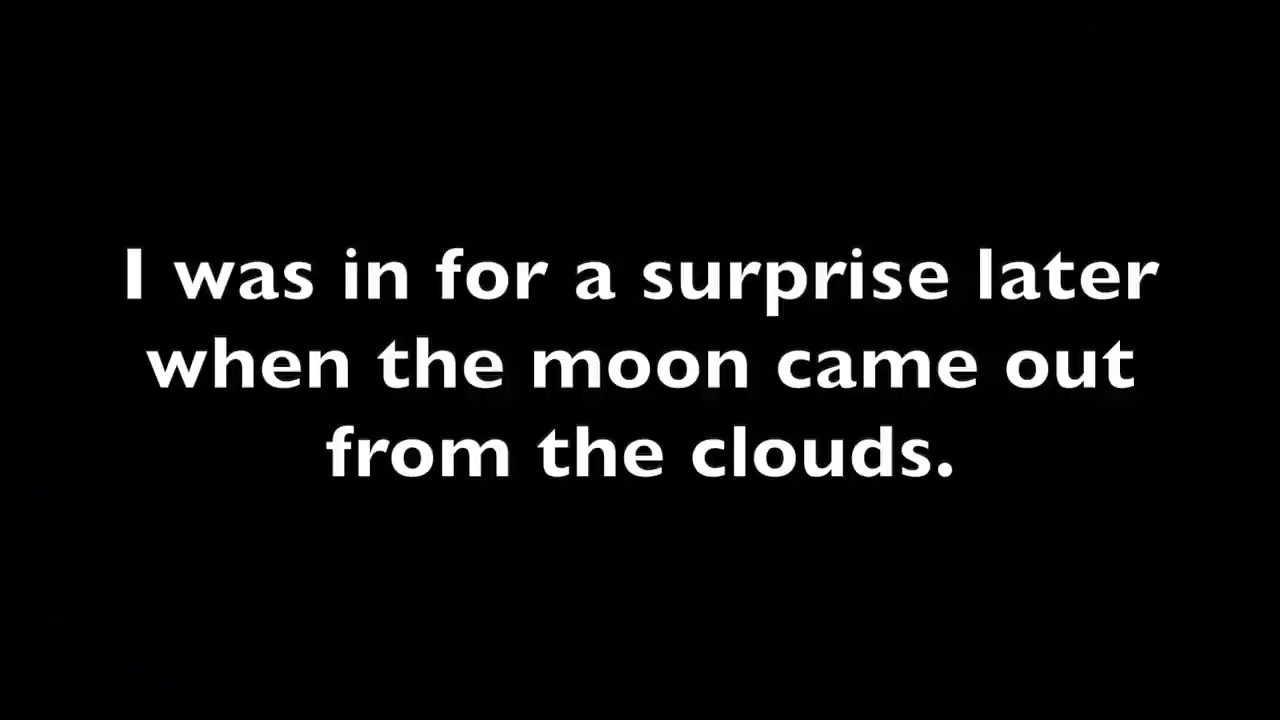 I was in for a surprise later
when the moon came out
from the clouds.